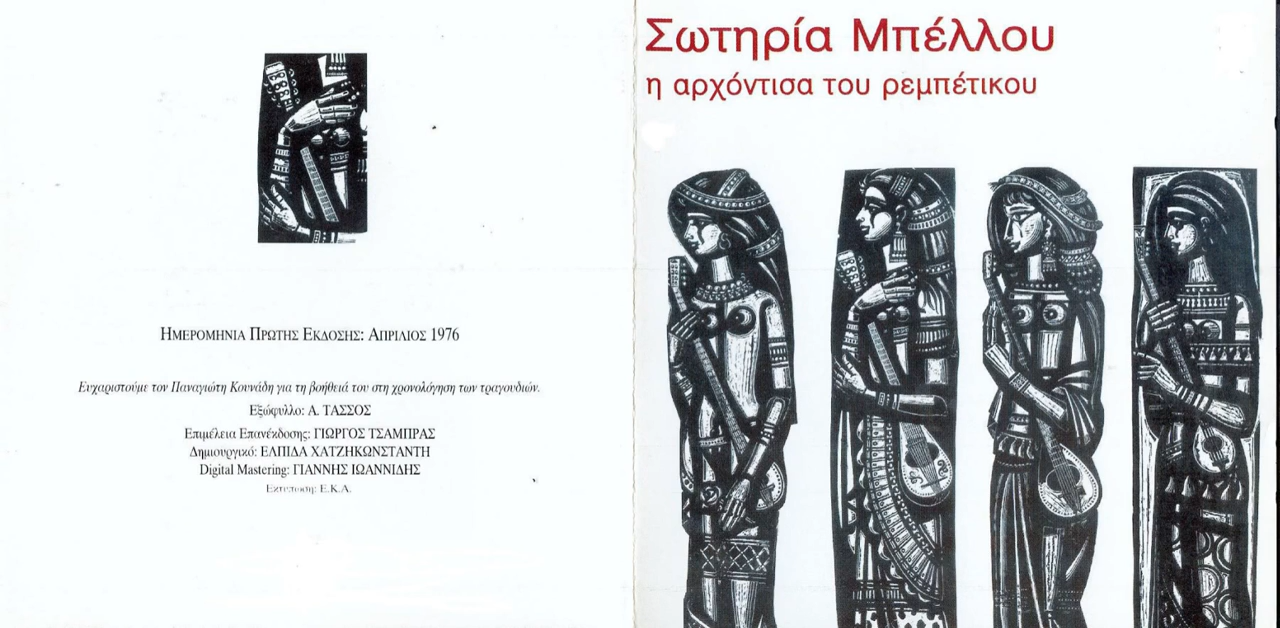 Ημερομηνια Πρωτης Εκδοσης: Απριλιος 1976
Ευχαριστούμε τον Παναγιώτη Κουνάδη για τη βοήθειά του στη χρονολόγηση των τραγουδιών.
Εξώφυλλο: Α. ΤΑΣΣΟΣ
Επιμέλεια Επανέκδοσης: ΓΙΩΡΓΟΣ ΤΣΑΜΠΡΑΣ
Δημιουργικό: ΕΛΠΙΔΑ ΧΑΤΖΗΚΩΝΣΤΑΝΤΗ
Digital Mastering: ΓΙΑΝΝΗΣ ΙΩΑΝΝΙΔΗΣ
Εκτύπωση: Ε.Κ.Α.
Σωτηρία Μπέλλου
η αρχόντισα του ρεμπέτικου